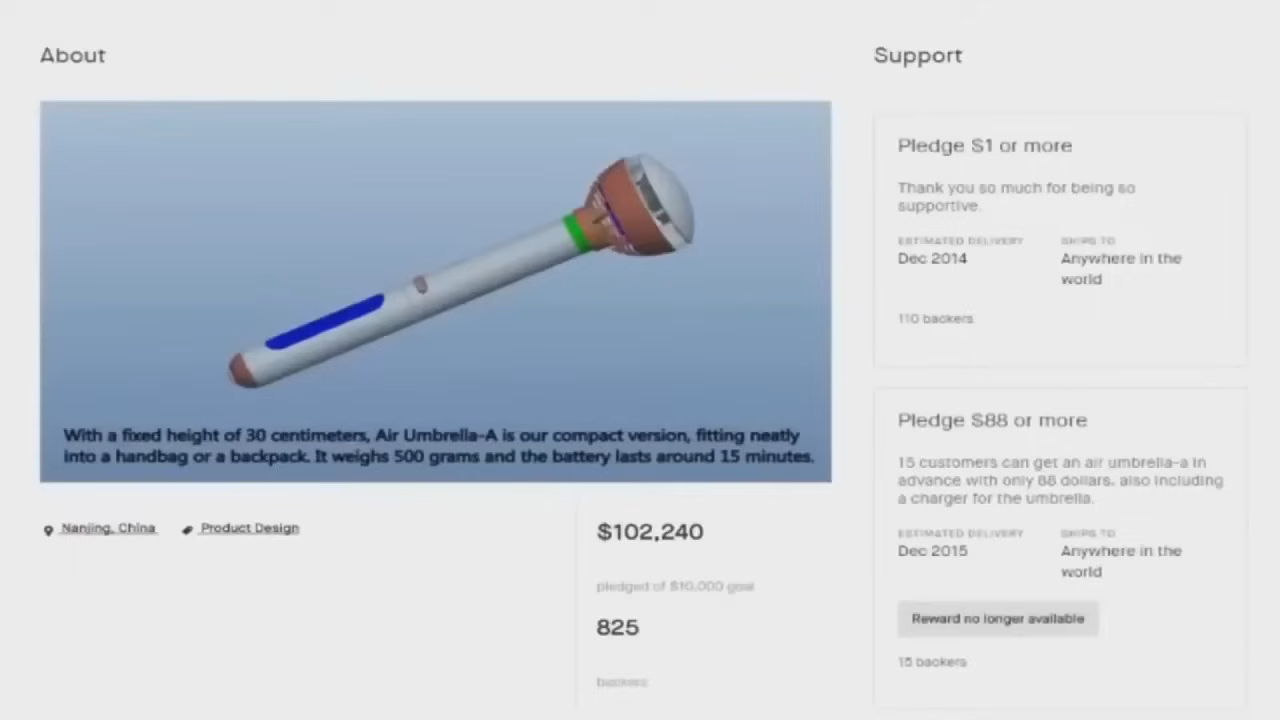 About
With a fixed height of 30 centimeters, Air Umbrella-A is our compact version, fitting neatly
into a handbag or a backpack. It weighs 500 grams and the battery lasts around 15 minutes.
Nanjing, China
Product Design
$102,240
pledged of $10,000 goal
825
backers
Support
Pledge $1 or more
Thank you so much for being so
supportive.
ESTIMATED DELIVERY
SHIPS TO
Dec 2014
Anywhere in the
world
110 backers
Pledge $88 or more
15 customers can get an air umbrella-a in
advance with only 88 dollars, also including
a charger for the umbrella.
ESTIMATED DELIVERY
SHIPS TO
Dec 2015
Anywhere in the
world
Reward no longer available
15 backers